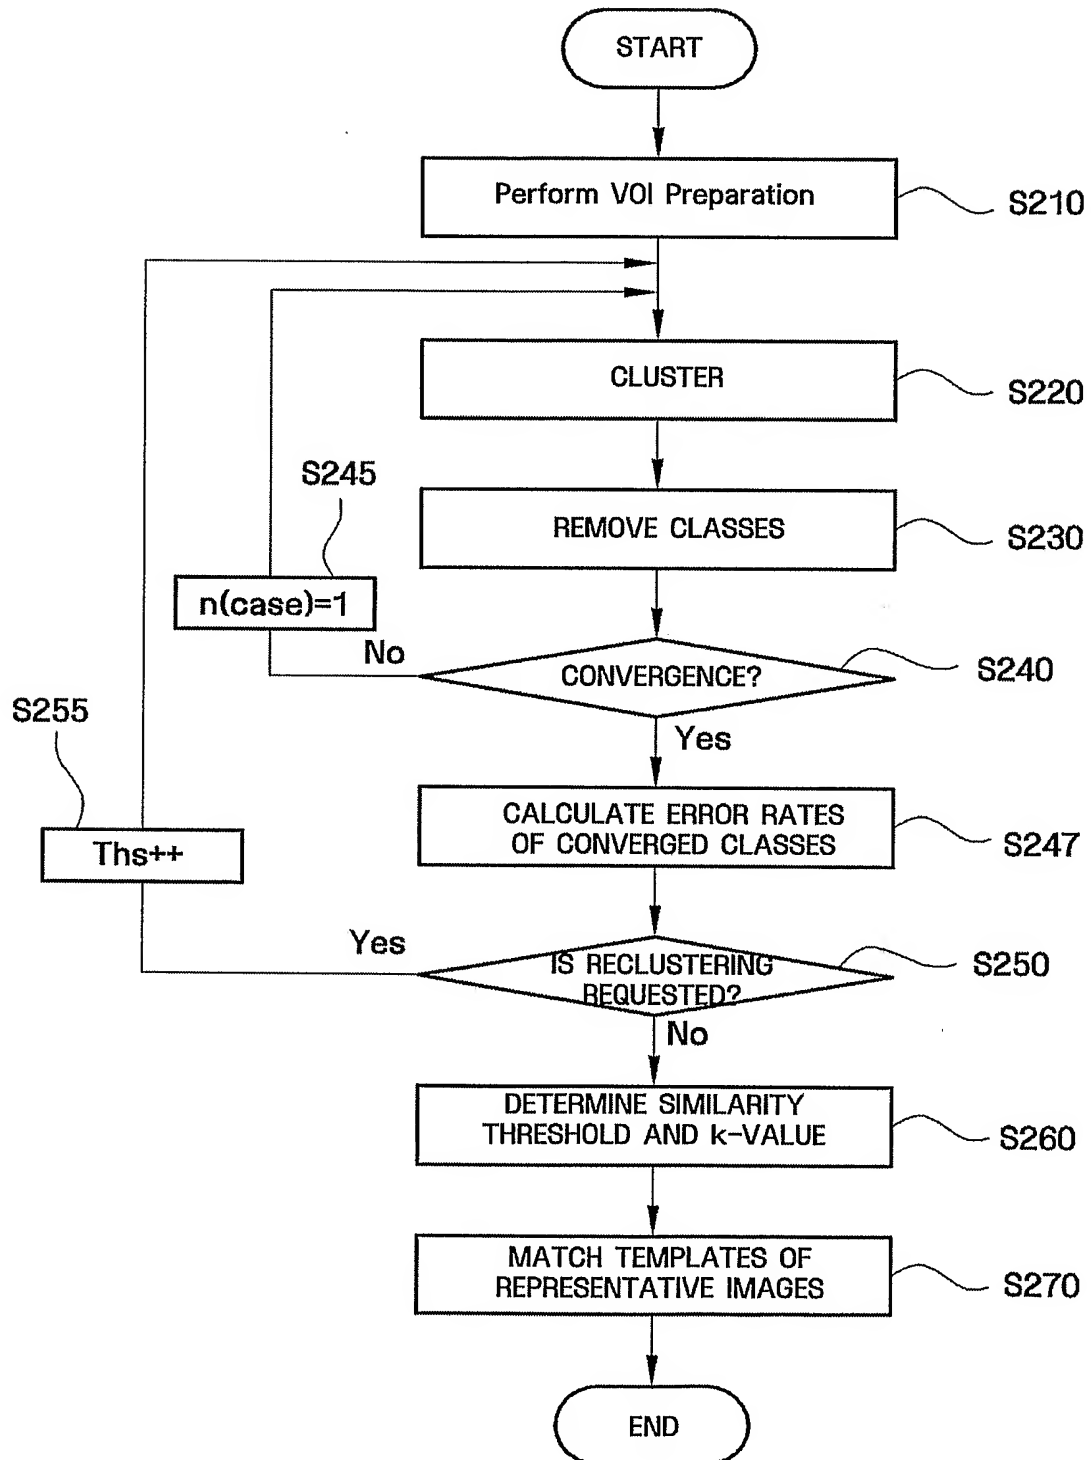 START
Perform VOI Preparation
S210
CLUSTER
S220
S245
REMOVE CLASSES
S230
n(case)=1
No
CONVERGENCE?
S240
S255
Yes
CALCULATE ERROR RATES
OF CONVERGED CLASSES
S247
Ths++
Yes
IS RECLUSTERING
REQUESTED?
S250
No
DETERMINE SIMILARITY
THRESHOLD AND k-VALUE
S260
MATCH TEMPLATES OF
REPRESENTATIVE IMAGES
S270
END